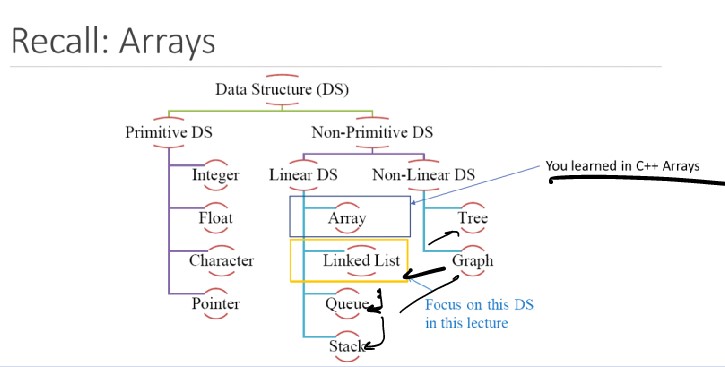 Recall: Arrays
Data Structure (DS)
Primitive DS
Non-Primitive DS
Integer
Linear DS
Non-Linear DS
You learned in C++ Arrays
Float
Array
Tree
Character
Linked List
Graph
Pointer
Queue
Focus on this DS
in this lecture
Stack